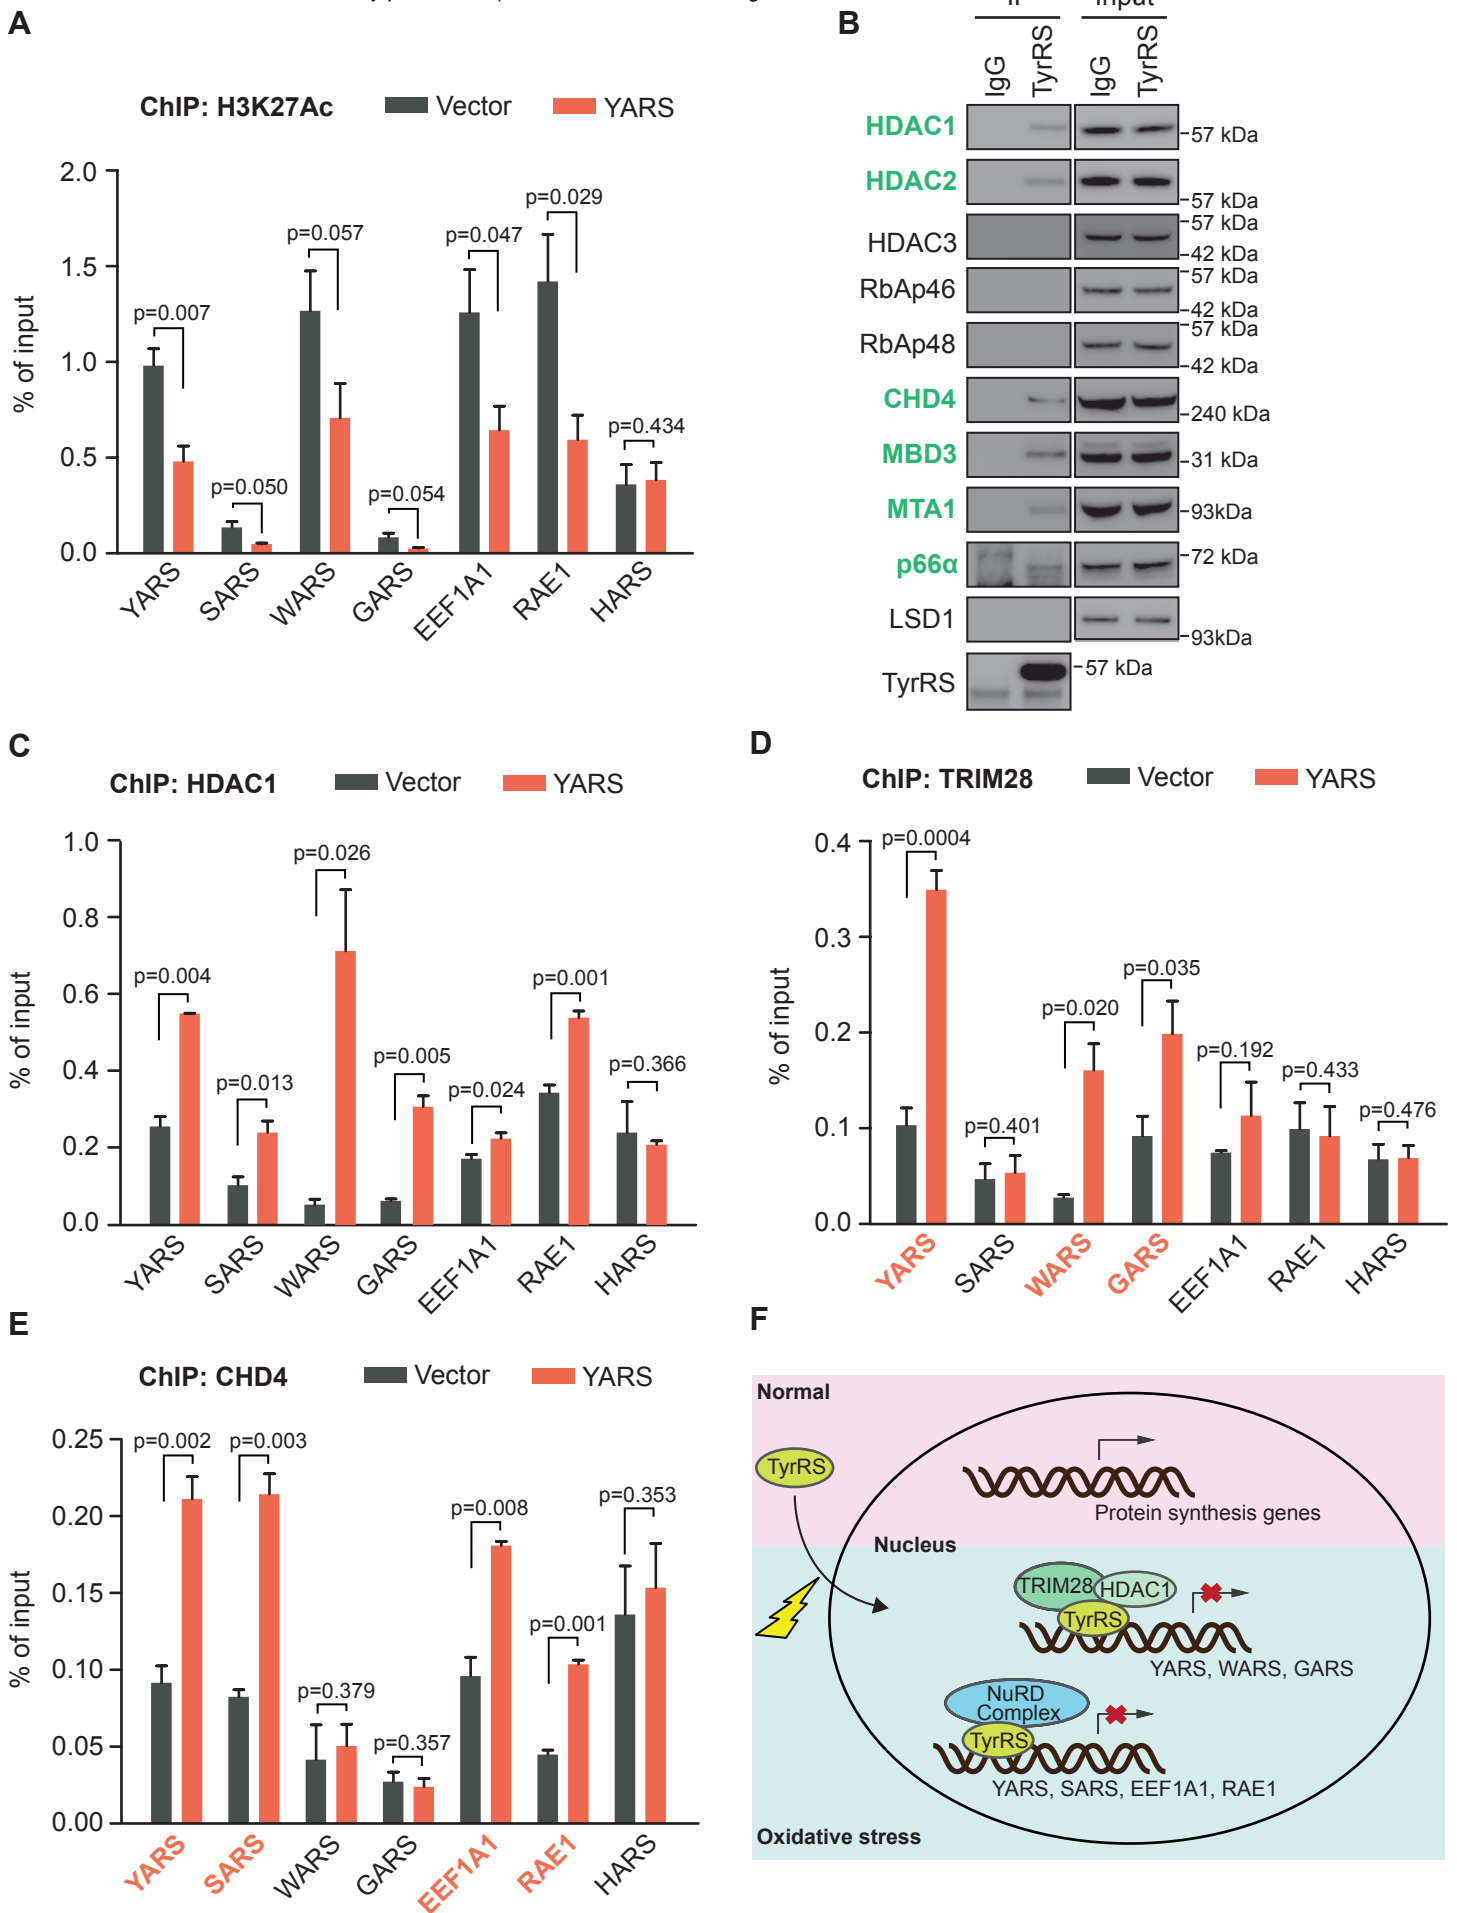 A
ChIP: H3K27Ac
Vector
YARS
% of input
2.0
1.5
1.0
0.5
0.0
p=0.007
p=0.050
p=0.057
p=0.054
p=0.047
p=0.029
p=0.434
YARS
SARS
WARS
GARS
EEF1A1
RAE1
HARS
B
IgG
TyrRS
IgG
TyrRS
HDAC1
57 kDa
HDAC2
57 kDa
HDAC3
57 kDa
42 kDa
RbAp46
57 kDa
42 kDa
RbAp48
57 kDa
42 kDa
CHD4
240 kDa
MBD3
31 kDa
MTA1
93kDa
p66α
72 kDa
LSD1
93kDa
TyrRS
57 kDa
C
ChIP: HDAC1
Vector
YARS
% of input
1.0
0.8
0.6
0.4
0.2
0.0
p=0.004
p=0.013
p=0.026
p=0.005
p=0.024
p=0.001
p=0.366
YARS
SARS
WARS
GARS
EEF1A1
RAE1
HARS
D
ChIP: TRIM28
Vector
YARS
% of input
0.4
0.3
0.2
0.1
0.0
p=0.0004
p=0.401
p=0.020
p=0.035
p=0.192
p=0.433
p=0.476
YARS
SARS
WARS
GARS
EEF1A1
RAE1
HARS
E
ChIP: CHD4
Vector
YARS
% of input
0.25
0.20
0.15
0.10
0.05
0.00
p=0.002
p=0.003
p=0.379
p=0.357
p=0.008
p=0.001
p=0.353
YARS
SARS
WARS
GARS
EEF1A1
RAE1
HARS
F
Normal
TyrRS
Protein synthesis genes
Nucleus
TRIM28
HDAC1
TyrRS
YARS, WARS, GARS
NuRD
Complex
TyrRS
YARS, SARS, EEF1A1, RAE1
Oxidative stress